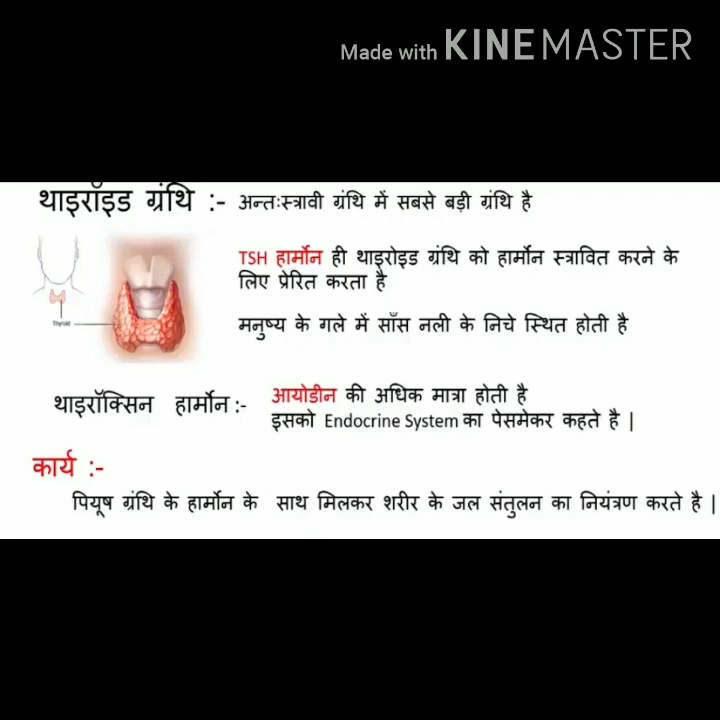 Made with KINEMASTER
थाइरॉइड ग्रंथि :- अन्तःस्त्रावी ग्रंथि में सबसे बड़ी ग्रंथि है
TSH हार्मोन ही थाइरोइड ग्रंथि को हार्मोन स्त्रावित करने के
लिए प्रेरित करता है
Thyroid
मनुष्य के गले में साँस नली के निचे स्थित होती है
थाइरॉक्सिन हार्मोन :- आयोडीन की अधिक मात्रा होती है
इसको Endocrine System का पेसमेकर कहते है |
कार्य :-
पियूष ग्रंथि के हार्मोन के साथ मिलकर शरीर के जल संतुलन का नियंत्रण करते है |